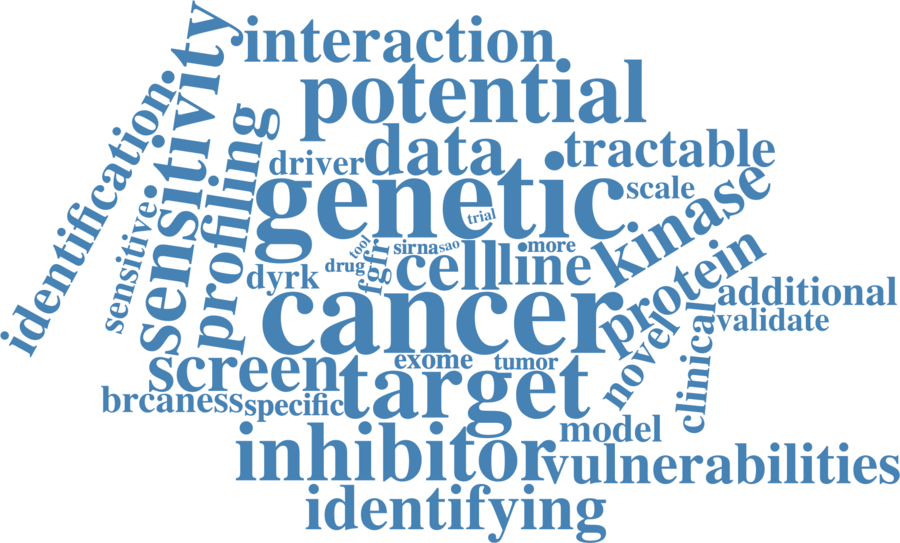 interaction
potential
sensitivity
identification
profiling
data
driver
tractable
genetic
scale
trial
kinase
sensitive
tool
sirna
sao
more
fgfr
drug
dyrk
cell
line
protein
cancer
additional
validate
novel
clinical
exome
tumor
screen
target
brcaness
specific
model
inhibitor
vulnerabilities
identifying